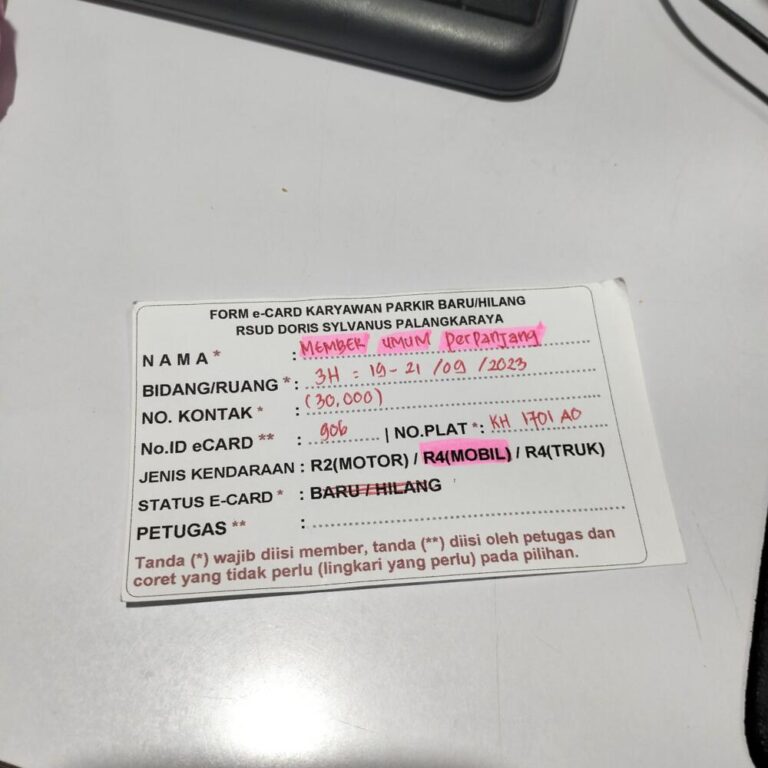 FORM e-CARD KARYAWAN PARKIR BARU/HILANG
RSUD DORIS SYLVANUS PALANGKARAYA
NAMA * : MEMBER UMUM Perpanjang
BIDANG/RUANG * : 3H = 19 - 21 /09 /2023
NO. KONTAK * : (30,000)
No.ID eCARD ** : 906 | NO.PLAT *: KH 1701 AO
JENIS KENDARAAN : R2(MOTOR) / R4(MOBIL) / R4(TRUK)
STATUS E-CARD * : BARU / HILANG
PETUGAS ** :
Tanda (*) wajib diisi member, tanda (**) diisi oleh petugas dan
coret yang tidak perlu (lingkari yang perlu) pada pilihan.